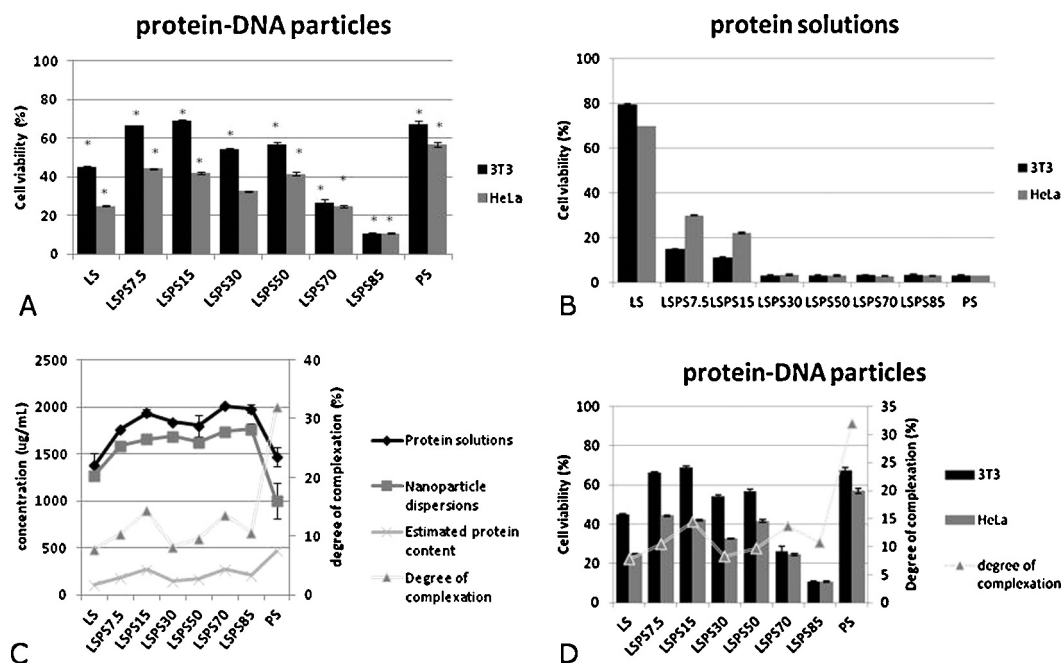 protein-DNA particles
100
80
60
40
20
0
Cell viability (%)
* * * * * * * * * * * * * * *
3T3
HeLa
LS
LSPS7.5
LSPS15
LSPS30
LSPS50
LSPS70
LSPS85
PS
A
protein solutions
100
80
60
40
20
0
Cell viability (%)
3T3
HeLa
LS
LSPS7.5
LSPS15
LSPS30
LSPS50
LSPS70
LSPS85
PS
B
2500
2000
1500
1000
500
0
concentration (ug/mL)
40
30
20
10
0
degree of complexation (%)
Protein solutions
Nanoparticle
dispersions
Estimated protein
content
Degree of
complexation
LS
LSPS7.5
LSPS15
LSPS30
LSPS50
LSPS70
LSPS85
PS
C
protein-DNA particles
100
80
60
40
20
0
Cell viability (%)
35
30
25
20
15
10
5
0
Degree of complexation (%)
3T3
HeLa
degree of
complexation
LS
LSPS7.5
LSPS15
LSPS30
LSPS50
LSPS70
LSPS85
PS
D